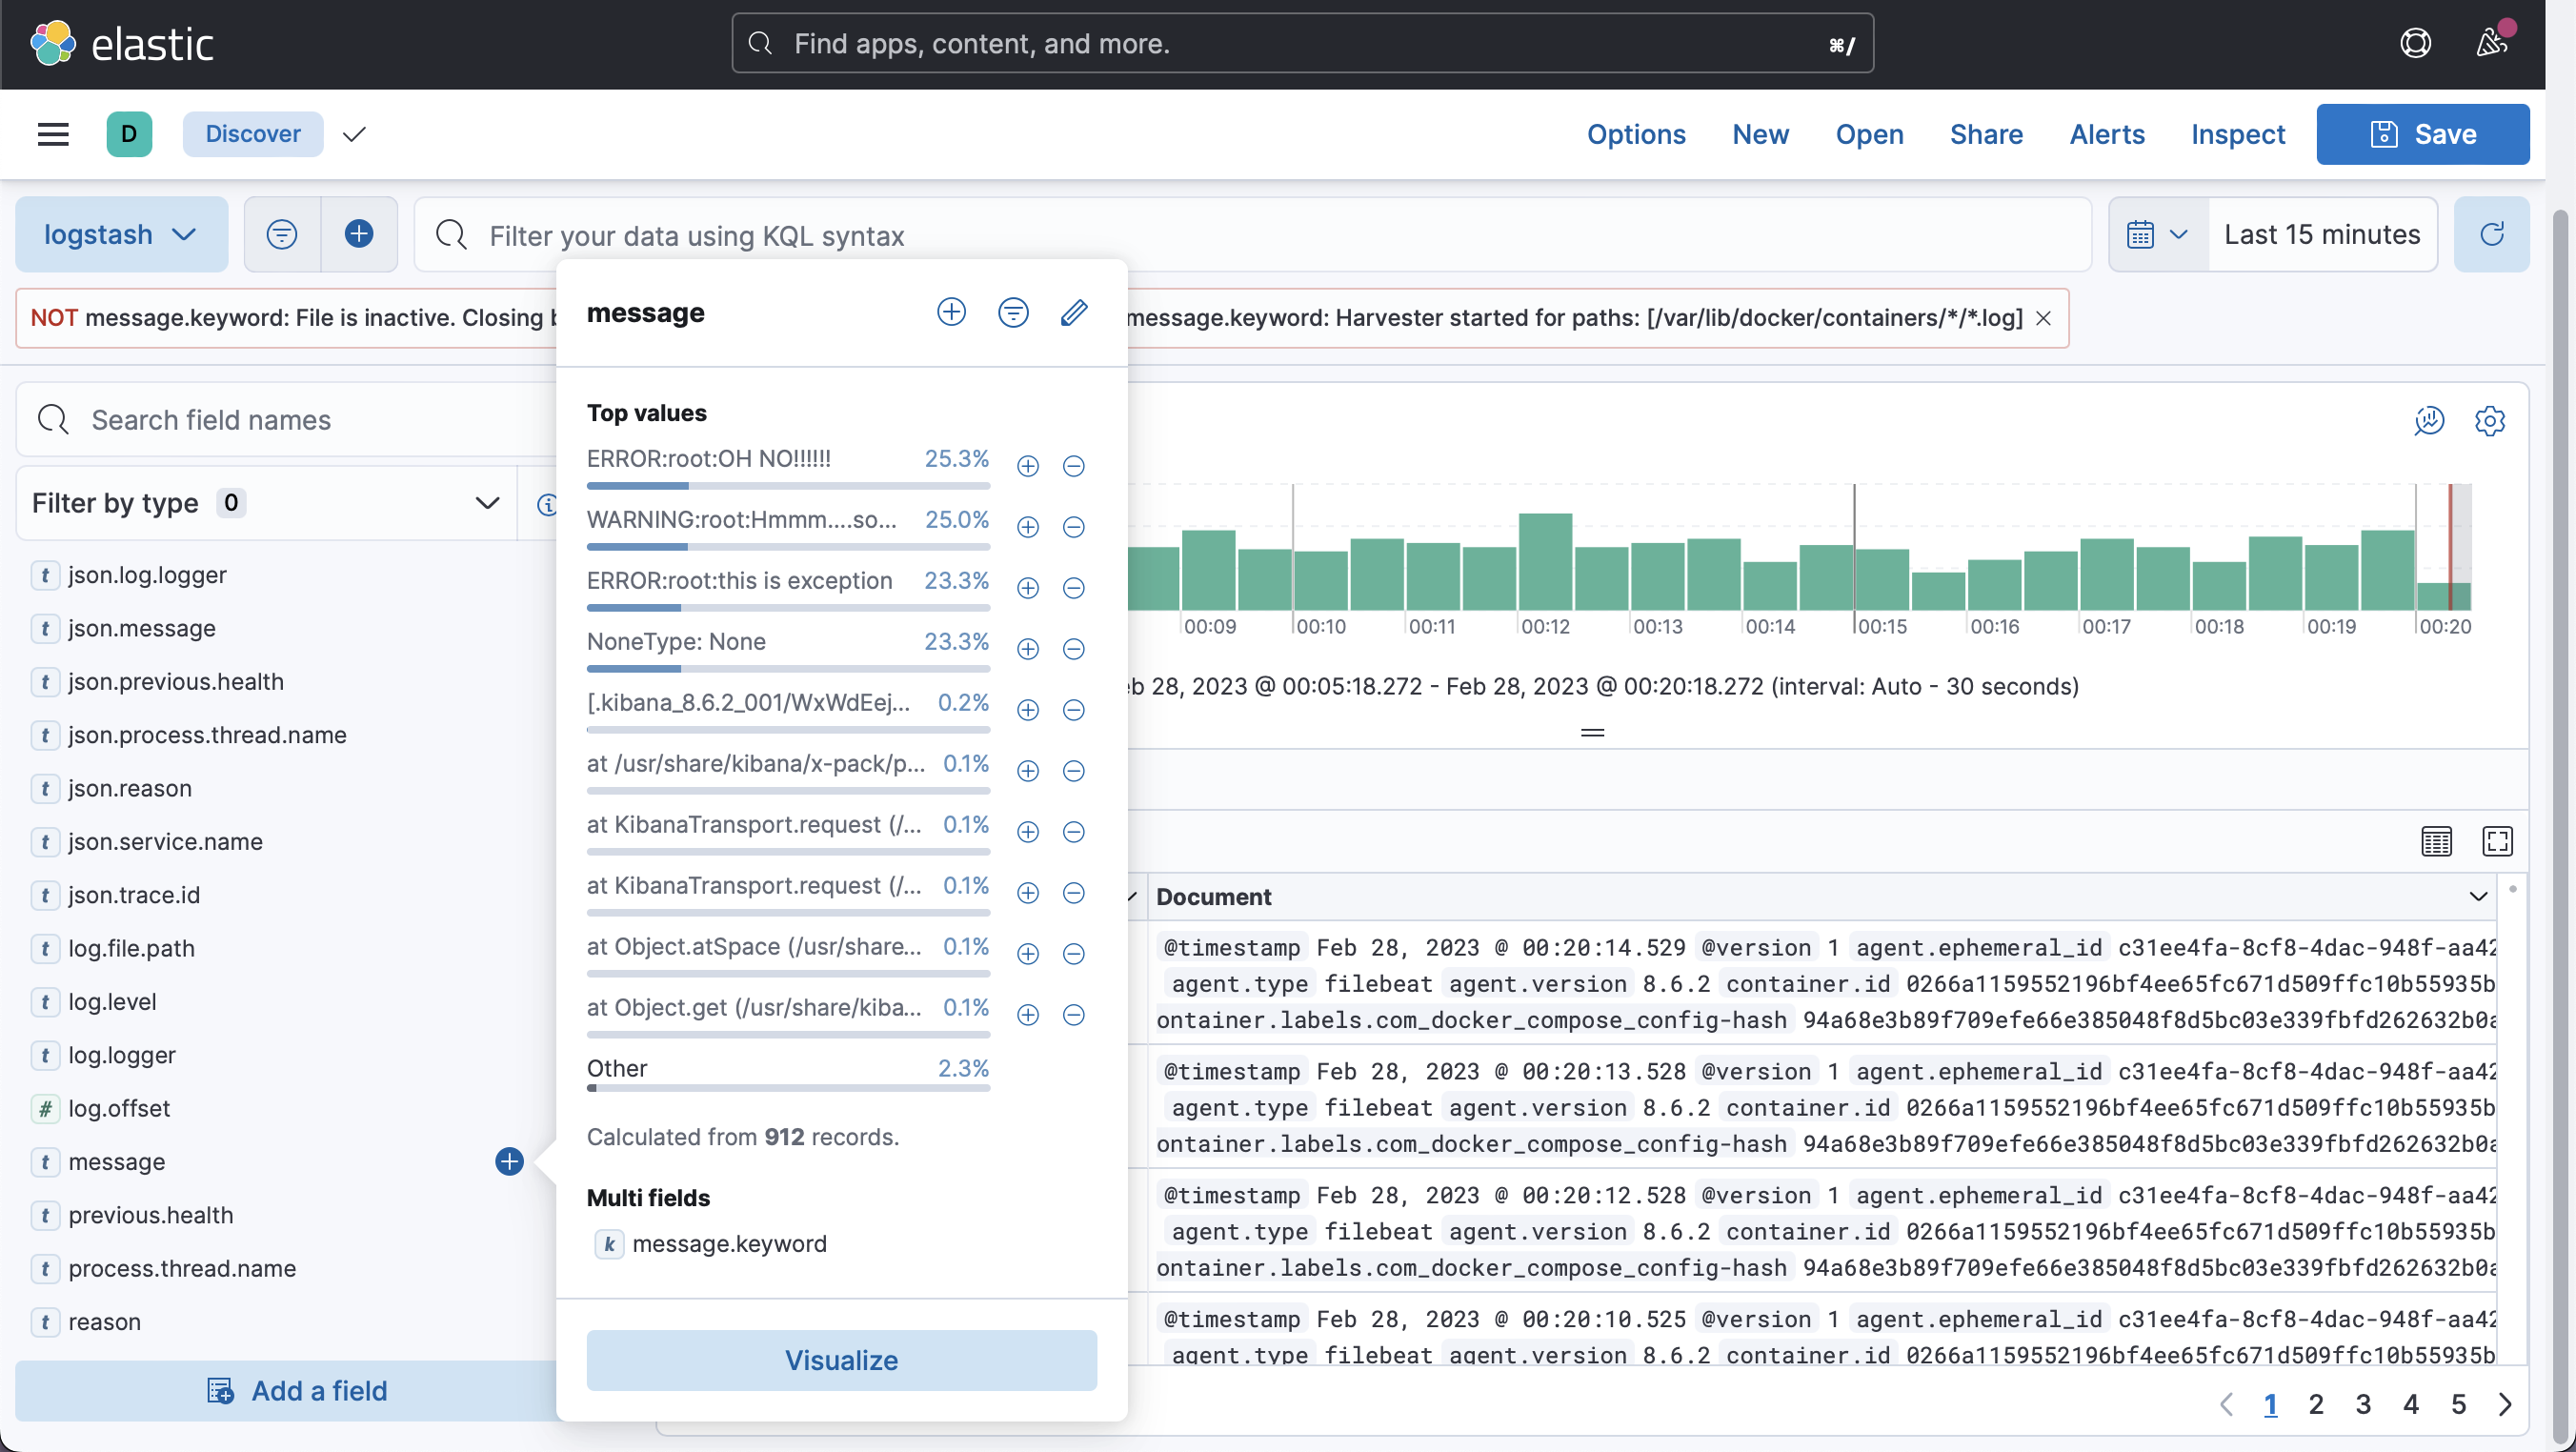 elastic
Find apps, content, and more.
⌘/
D
Discover
Options
New
Open
Share
Alerts
Inspect
Save
logstash
Filter your data using KQL syntax
Last 15 minutes
NOT message.keyword: File is inactive. Closing
message.keyword: Harvester started for paths: [/var/lib/docker/containers/*/*.log]
Search field names
Filter by type 0
t json.log.logger
t json.message
t json.previous.health
t json.process.thread.name
t json.reason
t json.service.name
t json.trace.id
t log.file.path
t log.level
t log.logger
# log.offset
t message
t previous.health
t process.thread.name
t reason
Add a field
message
Top values
ERROR:root:OH NO!!!!!! 25.3%
WARNING:root:Hmmm....so... 25.0%
ERROR:root:this is exception 23.3%
NoneType: None 23.3%
[.kibana_8.6.2_001/WxWdEej... 0.2%
at /usr/share/kibana/x-pack/p... 0.1%
at KibanaTransport.request (/... 0.1%
at KibanaTransport.request (/... 0.1%
at Object.atSpace (/usr/share... 0.1%
at Object.get (/usr/share/kiba... 0.1%
Other 2.3%
Calculated from 912 records.
Multi fields
k message.keyword
Visualize
00:09 00:10 00:11 00:12 00:13 00:14 00:15 00:16 00:17 00:18 00:19 00:20
eb 28, 2023 @ 00:05:18.272 - Feb 28, 2023 @ 00:20:18.272 (interval: Auto - 30 seconds)
Document
@timestamp Feb 28, 2023 @ 00:20:14.529 @version 1 agent.ephemeral_id c31ee4fa-8cf8-4dac-948f-aa42
agent.type filebeat agent.version 8.6.2 container.id 0266a1159552196bf4ee65fc671d509ffc10b55935b
ontainer.labels.com_docker_compose_config-hash 94a68e3b89f709efe66e385048f8d5bc03e339fbfd262632b0a
@timestamp Feb 28, 2023 @ 00:20:13.528 @version 1 agent.ephemeral_id c31ee4fa-8cf8-4dac-948f-aa42
agent.type filebeat agent.version 8.6.2 container.id 0266a1159552196bf4ee65fc671d509ffc10b55935b
ontainer.labels.com_docker_compose_config-hash 94a68e3b89f709efe66e385048f8d5bc03e339fbfd262632b0a
@timestamp Feb 28, 2023 @ 00:20:12.528 @version 1 agent.ephemeral_id c31ee4fa-8cf8-4dac-948f-aa42
agent.type filebeat agent.version 8.6.2 container.id 0266a1159552196bf4ee65fc671d509ffc10b55935b
ontainer.labels.com_docker_compose_config-hash 94a68e3b89f709efe66e385048f8d5bc03e339fbfd262632b0a
@timestamp Feb 28, 2023 @ 00:20:10.525 @version 1 agent.ephemeral_id c31ee4fa-8cf8-4dac-948f-aa42
agent.type filebeat agent.version 8.6.2 container.id 0266a1159552196bf4ee65fc671d509ffc10b55935b
1 2 3 4 5